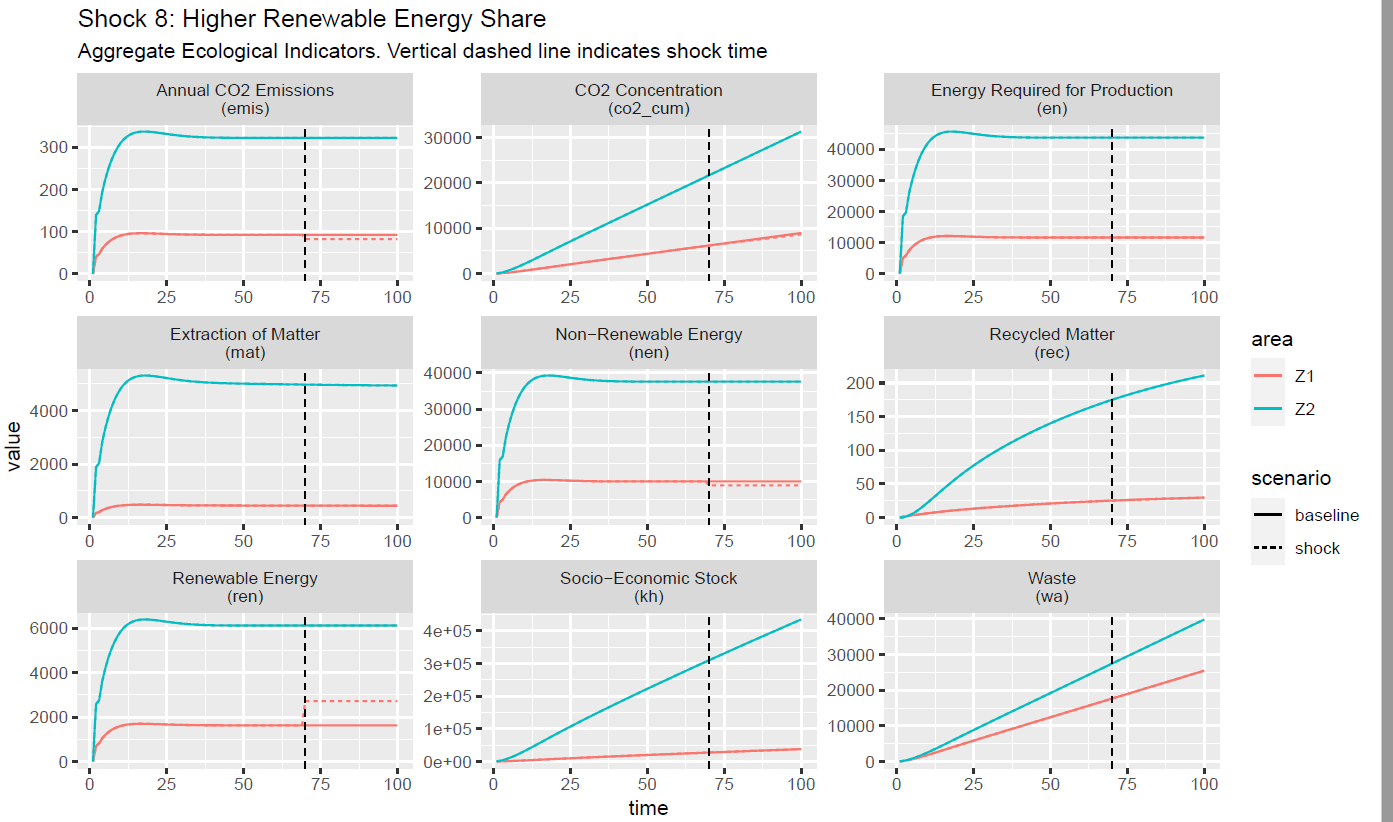 Shock 8: Higher Renewable Energy Share
Aggregate Ecological Indicators. Vertical dashed line indicates shock time
Annual CO2 Emissions
(emis)
CO2 Concentration
(co2_cum)
Energy Required for Production
(en)
300
200
100
0
0 25 50 75 100
30000
20000
10000
0
0 25 50 75 100
40000
30000
20000
10000
0
0 25 50 75 100
Extraction of Matter
(mat)
Non−Renewable Energy
(nen)
Recycled Matter
(rec)
4000
2000
0
0 25 50 75 100
40000
30000
20000
10000
0
0 25 50 75 100
200
150
100
50
0
0 25 50 75 100
Renewable Energy
(ren)
Socio−Economic Stock
(kh)
Waste
(wa)
6000
4000
2000
0
0 25 50 75 100
4e+05
3e+05
2e+05
1e+05
0e+00
0 25 50 75 100
40000
30000
20000
10000
0
0 25 50 75 100
value
time
area
Z1
Z2
scenario
baseline
shock